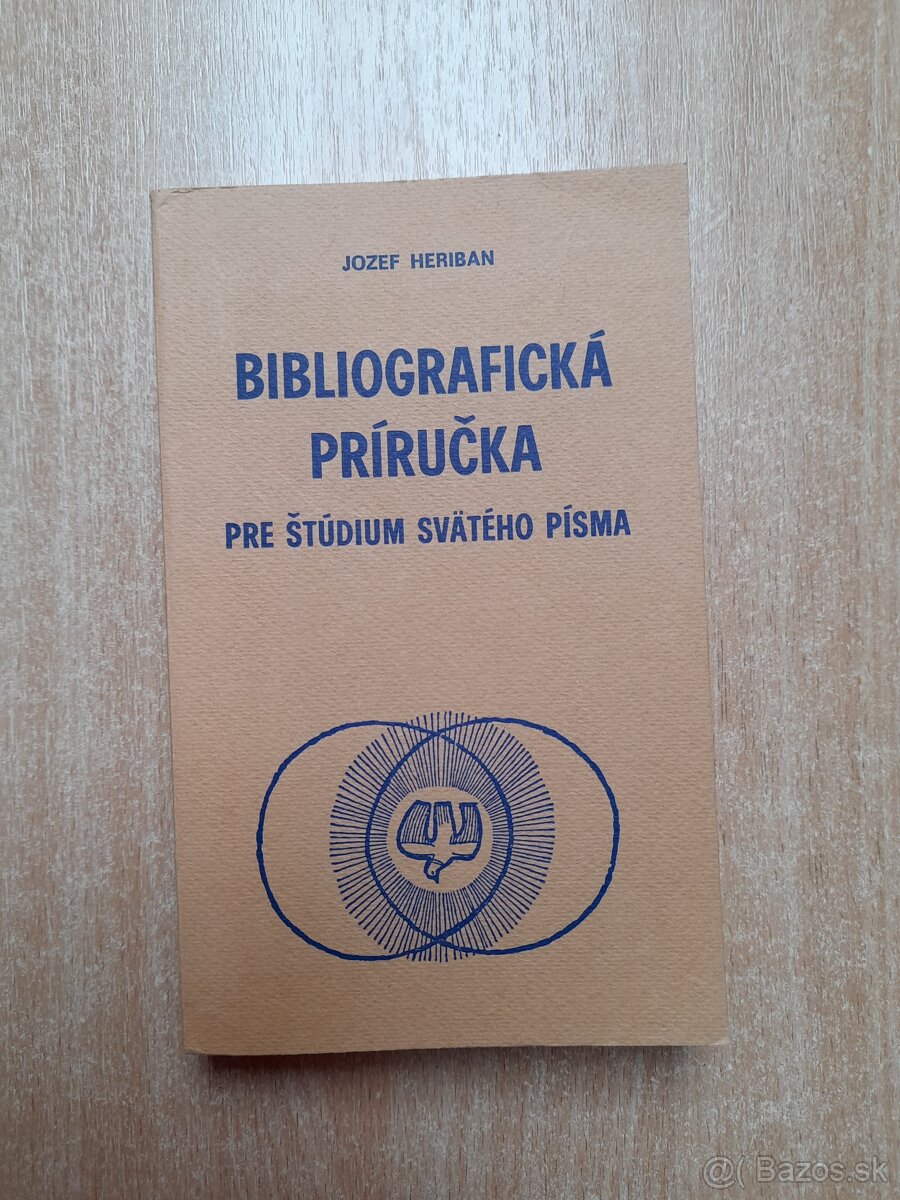 JOZEF HERIBAN
BIBLIOGRAFICKÁ
PRÍRUČKA
PRE ŠTÚDIUM SVÄTÉHO PÍSMA
@( Bazos.sk